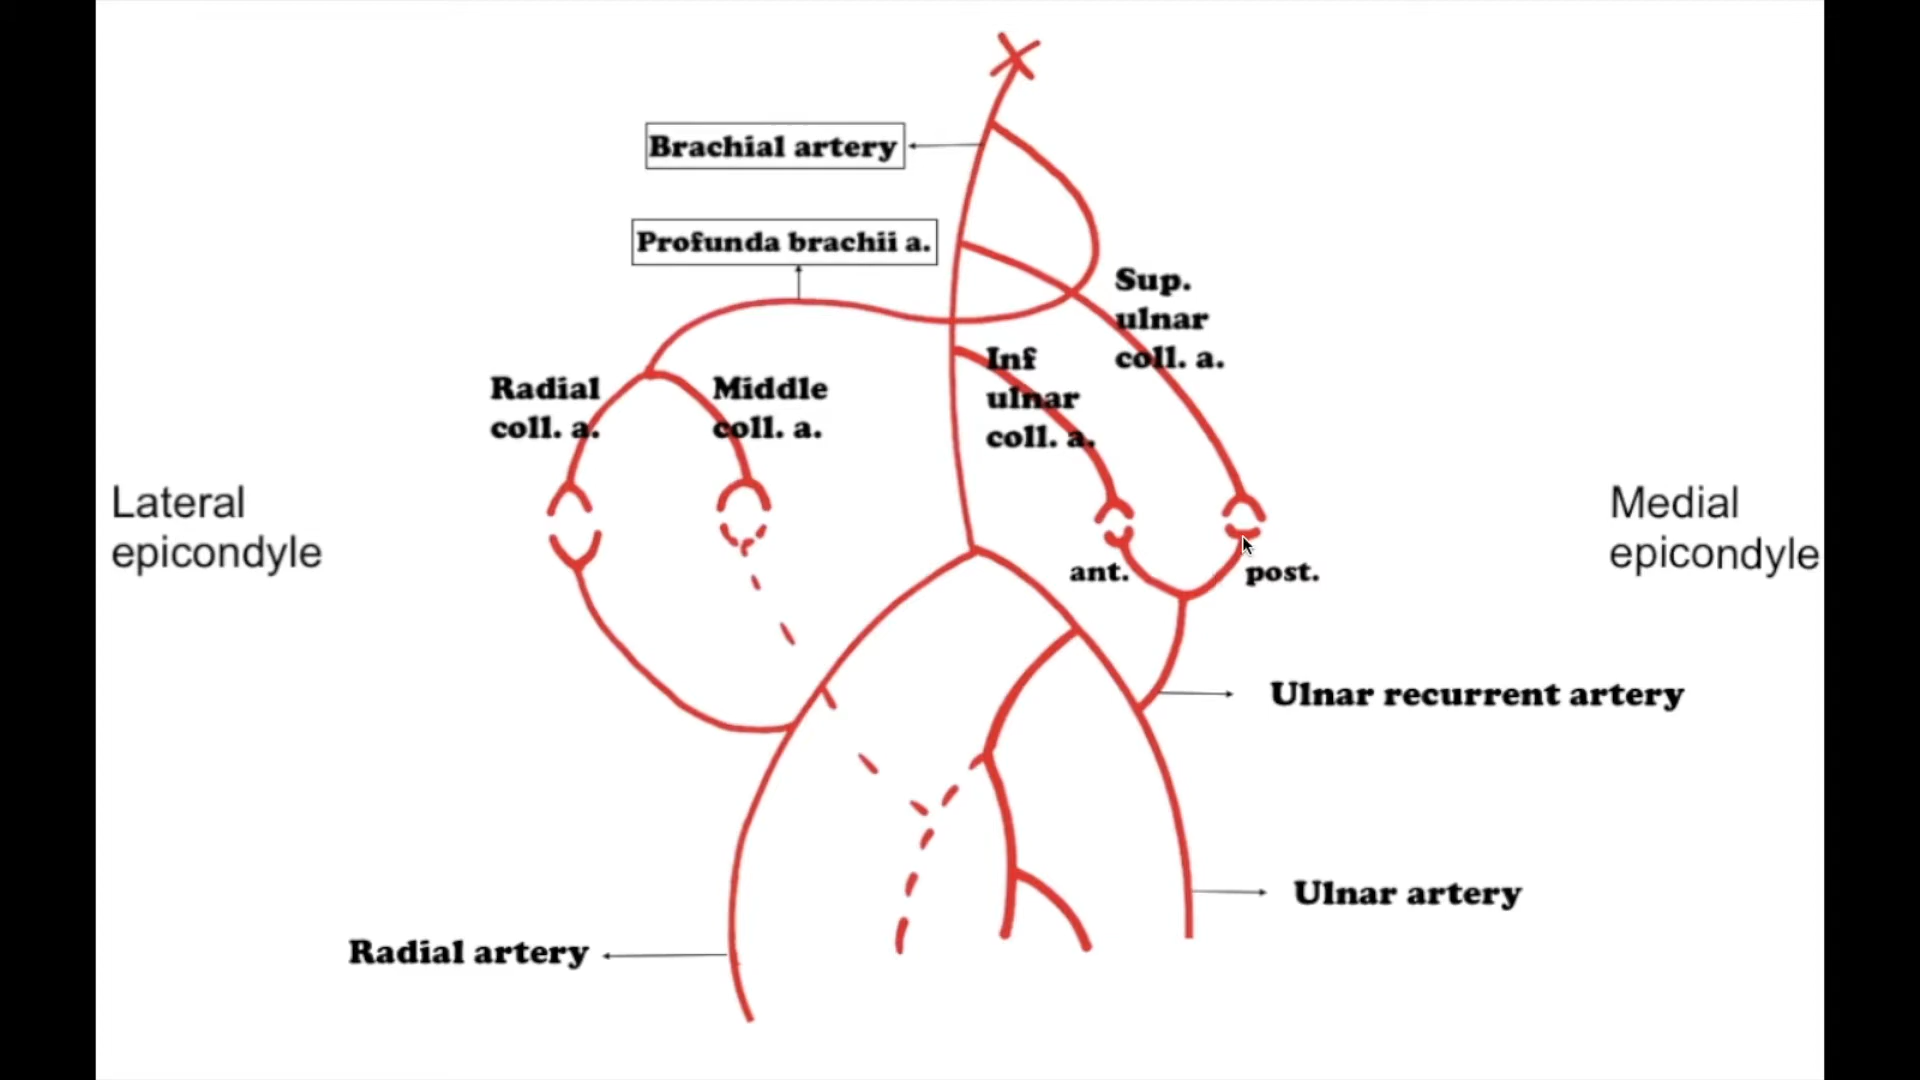 Brachial artery
Profunda brachii a.
Sup.
ulnar
coll. a.
Inf
ulnar
coll. a.
Radial
coll. a.
Middle
coll. a.
Lateral
epicondyle
Medial
epicondyle
ant.
post.
Ulnar recurrent artery
Ulnar artery
Radial artery